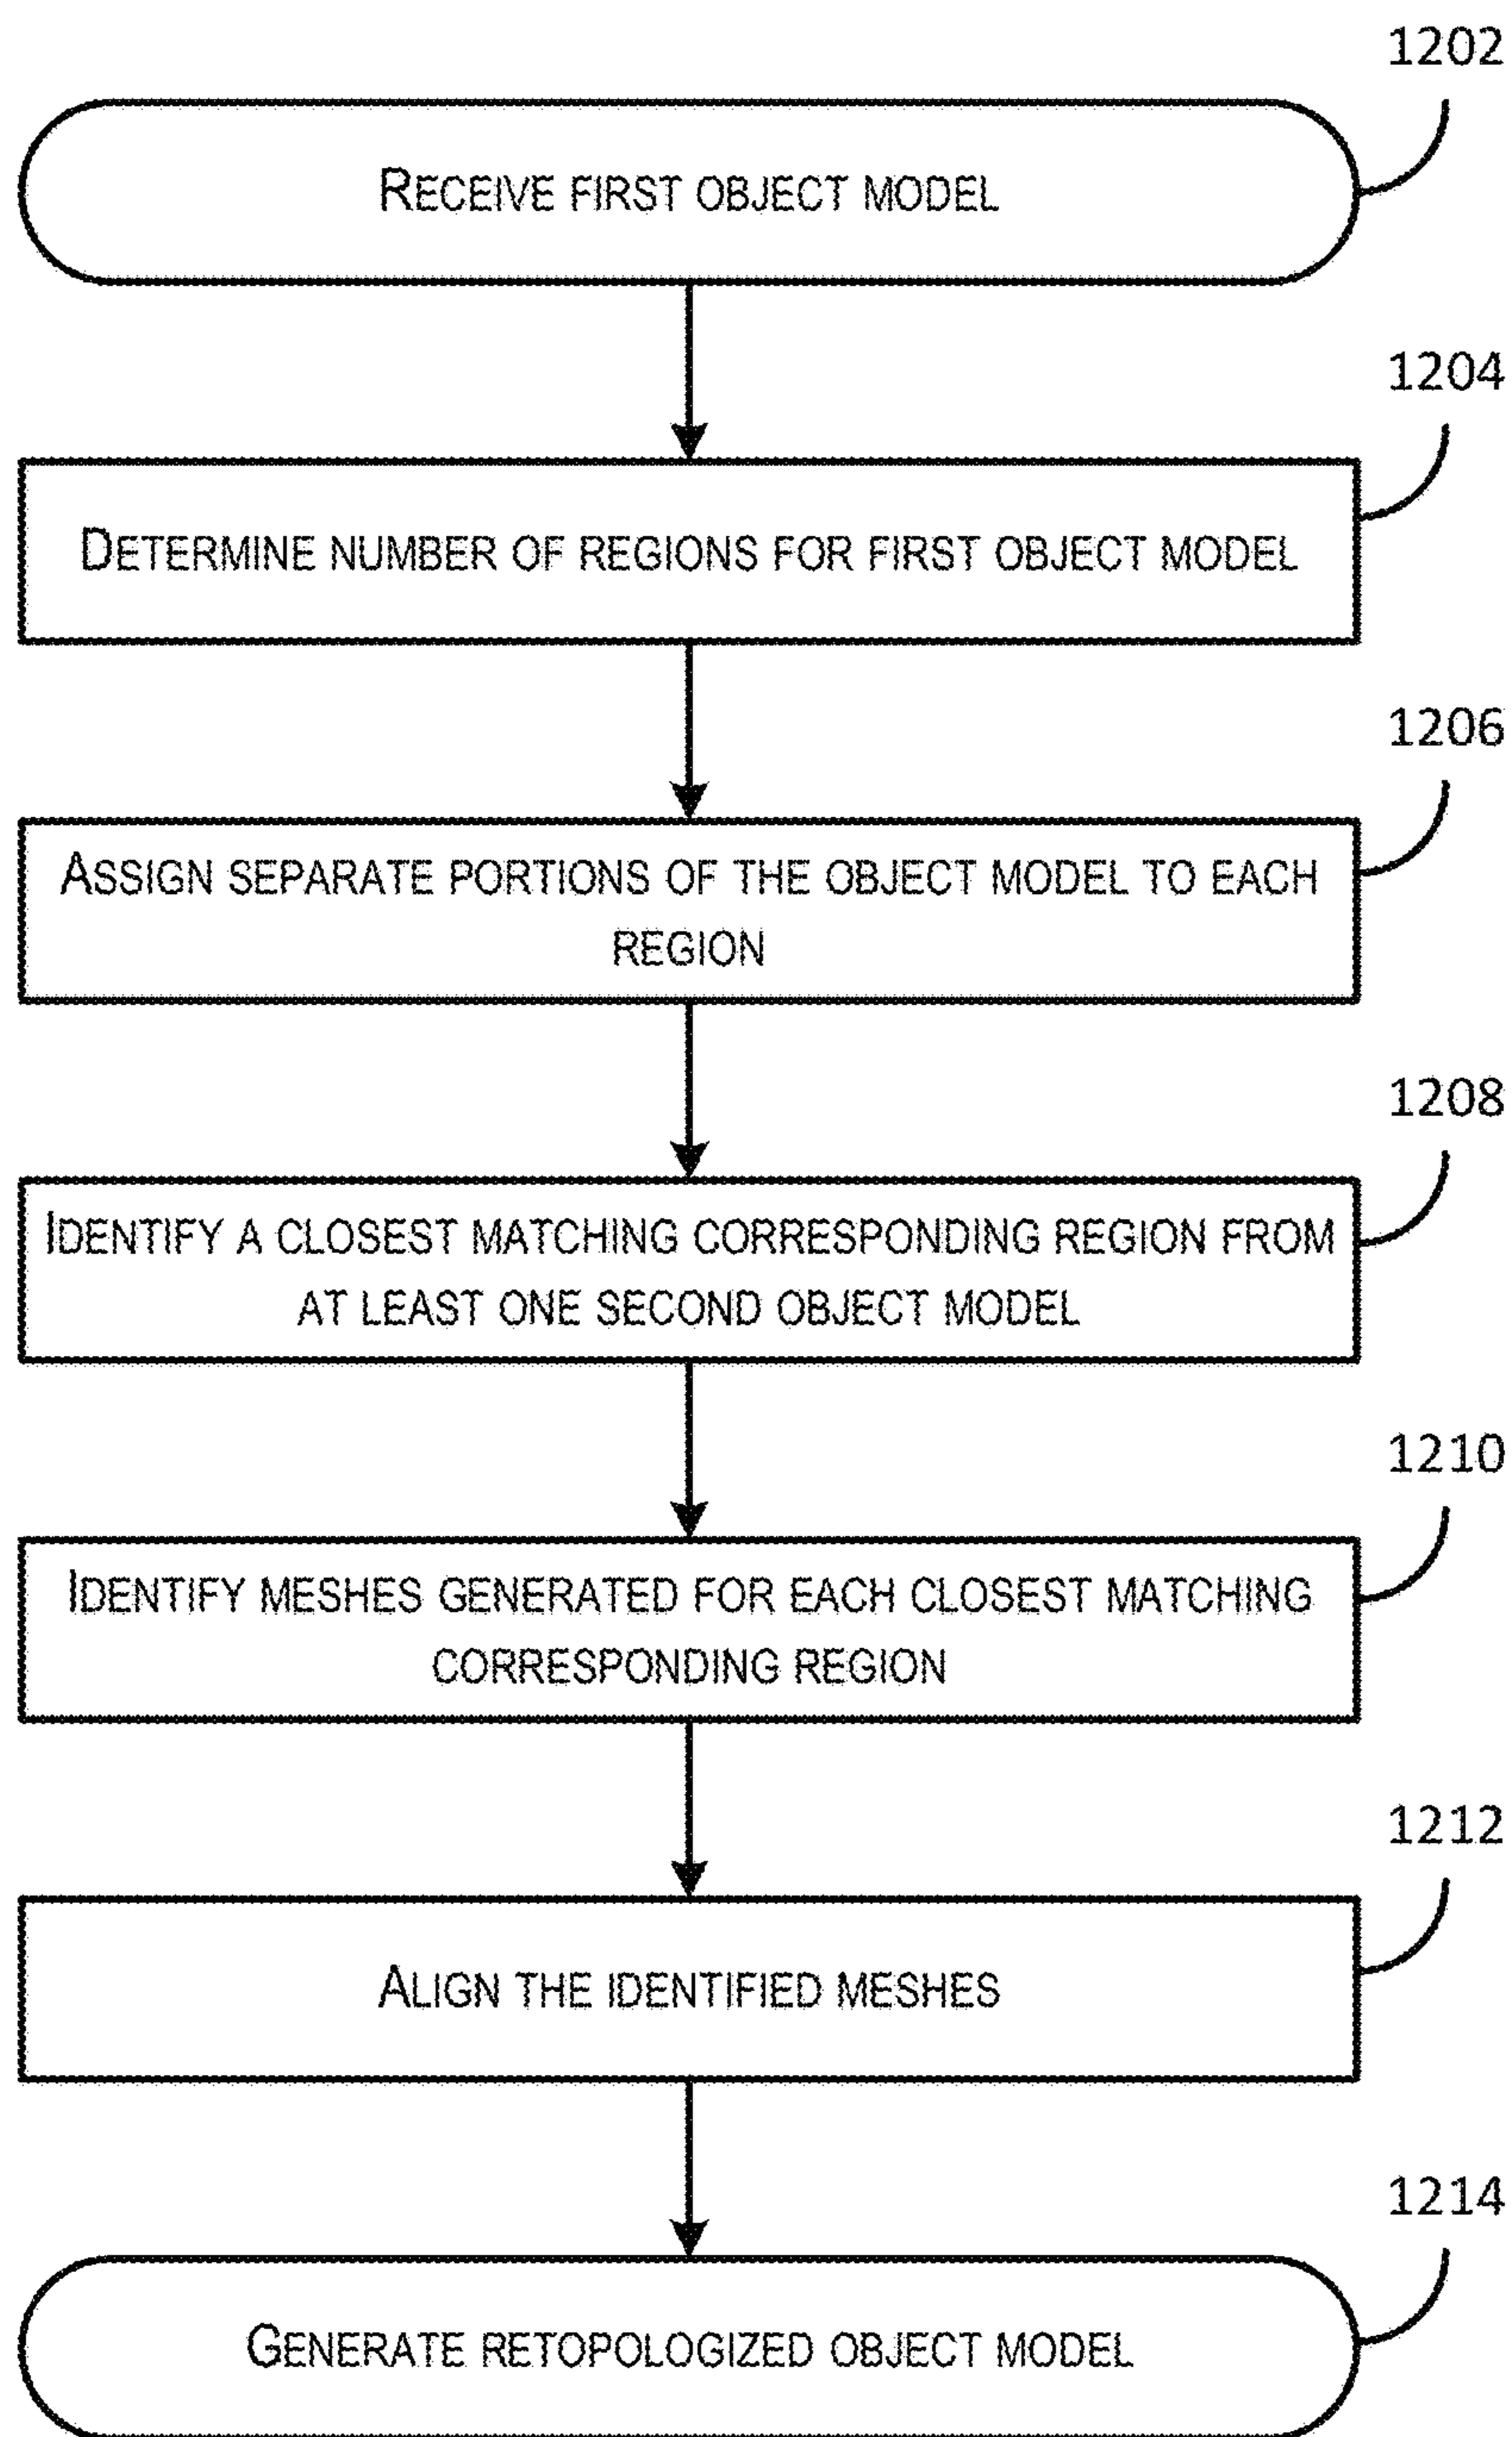 1202
RECEIVE FIRST OBJECT MODEL
1204
DETERMINE NUMBER OF REGIONS FOR FIRST OBJECT MODEL
1206
ASSIGN SEPARATE PORTIONS OF THE OBJECT MODEL TO EACH
REGION
1208
IDENTIFY A CLOSEST MATCHING CORRESPONDING REGION FROM
AT LEAST ONE SECOND OBJECT MODEL
1210
IDENTIFY MESHES GENERATED FOR EACH CLOSEST MATCHING
CORRESPONDING REGION
1212
ALIGN THE IDENTIFIED MESHES
1214
GENERATE RETOPOLOGIZED OBJECT MODEL